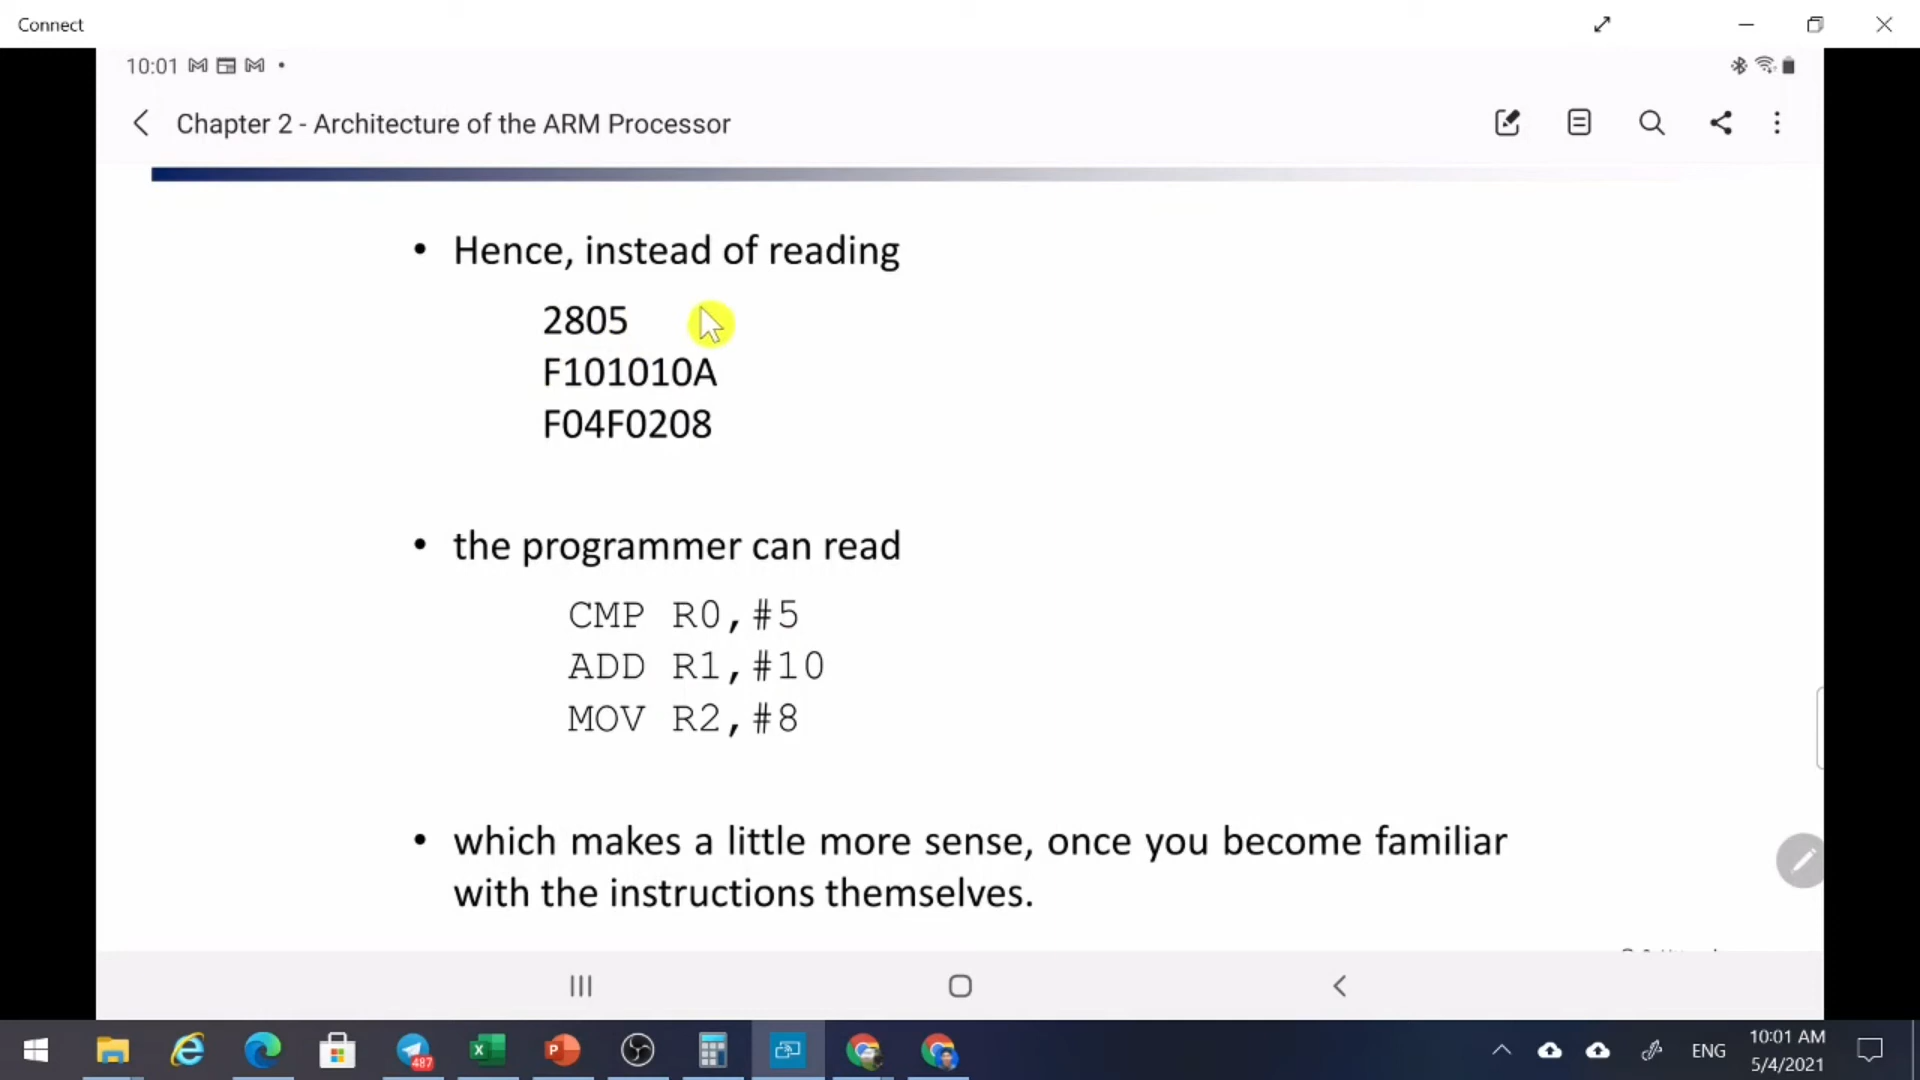 Connect
10:01
Chapter 2 - Architecture of the ARM Processor
• Hence, instead of reading
2805
F101010A
F04F0208
• the programmer can read
CMP R0,#5
ADD R1,#10
MOV R2,#8
• which makes a little more sense, once you become familiar
with the instructions themselves.
487
ENG
10:01 AM
5/4/2021